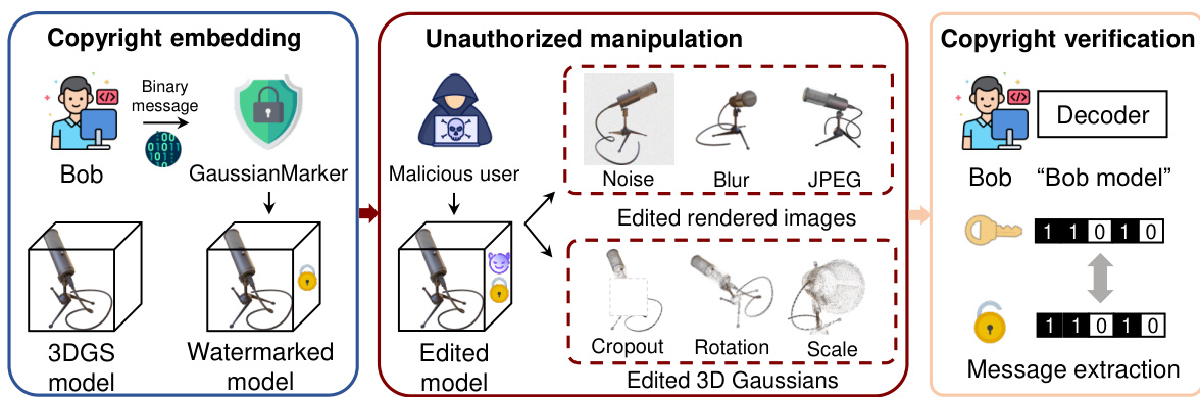 Copyright embedding
Binary
message
Bob
GaussianMarker
3DGS
model
Watermarked
model
Unauthorized manipulation
Malicious user
Edited
model
Noise
Blur
JPEG
Edited rendered images
Cropout
Rotation
Scale
Edited 3D Gaussians
Copyright verification
Decoder
Bob
“Bob model”
1 1 0 1 0
1 1 0 1 0
Message extraction